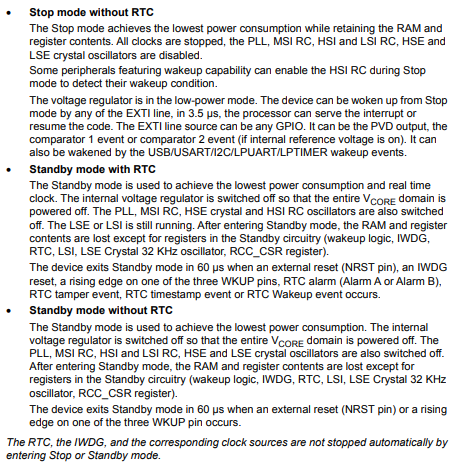 • Stop mode without RTC
The Stop mode achieves the lowest power consumption while retaining the RAM and
register contents. All clocks are stopped, the PLL, MSI RC, HSI and LSI RC, HSE and
LSE crystal oscillators are disabled.
Some peripherals featuring wakeup capability can enable the HSI RC during Stop
mode to detect their wakeup condition.
The voltage regulator is in the low-power mode. The device can be woken up from Stop
mode by any of the EXTI line, in 3.5 µs, the processor can serve the interrupt or
resume the code. The EXTI line source can be any GPIO. It can be the PVD output, the
comparator 1 event or comparator 2 event (if internal reference voltage is on). It can
also be wakened by the USB/USART/I2C/LPUART/LPTIMER wakeup events.
• Standby mode with RTC
The Standby mode is used to achieve the lowest power consumption and real time
clock. The internal voltage regulator is switched off so that the entire VCORE domain is
powered off. The PLL, MSI RC, HSE crystal and HSI RC oscillators are also switched
off. The LSE or LSI is still running. After entering Standby mode, the RAM and register
contents are lost except for registers in the Standby circuitry (wakeup logic, IWDG,
RTC, LSI, LSE Crystal 32 KHz oscillator, RCC_CSR register).
The device exits Standby mode in 60 µs when an external reset (NRST pin), an IWDG
reset, a rising edge on one of the three WKUP pins, RTC alarm (Alarm A or Alarm B),
RTC tamper event, RTC timestamp event or RTC Wakeup event occurs.
• Standby mode without RTC
The Standby mode is used to achieve the lowest power consumption. The internal
voltage regulator is switched off so that the entire VCORE domain is powered off. The
PLL, MSI RC, HSI and LSI RC, HSE and LSE crystal oscillators are also switched off.
After entering Standby mode, the RAM and register contents are lost except for
registers in the Standby circuitry (wakeup logic, IWDG, RTC, LSI, LSE Crystal 32 KHz
oscillator, RCC_CSR register).
The device exits Standby mode in 60 µs when an external reset (NRST pin) or a rising
edge on one of the three WKUP pin occurs.
The RTC, the IWDG, and the corresponding clock sources are not stopped automatically by
entering Stop or Standby mode.